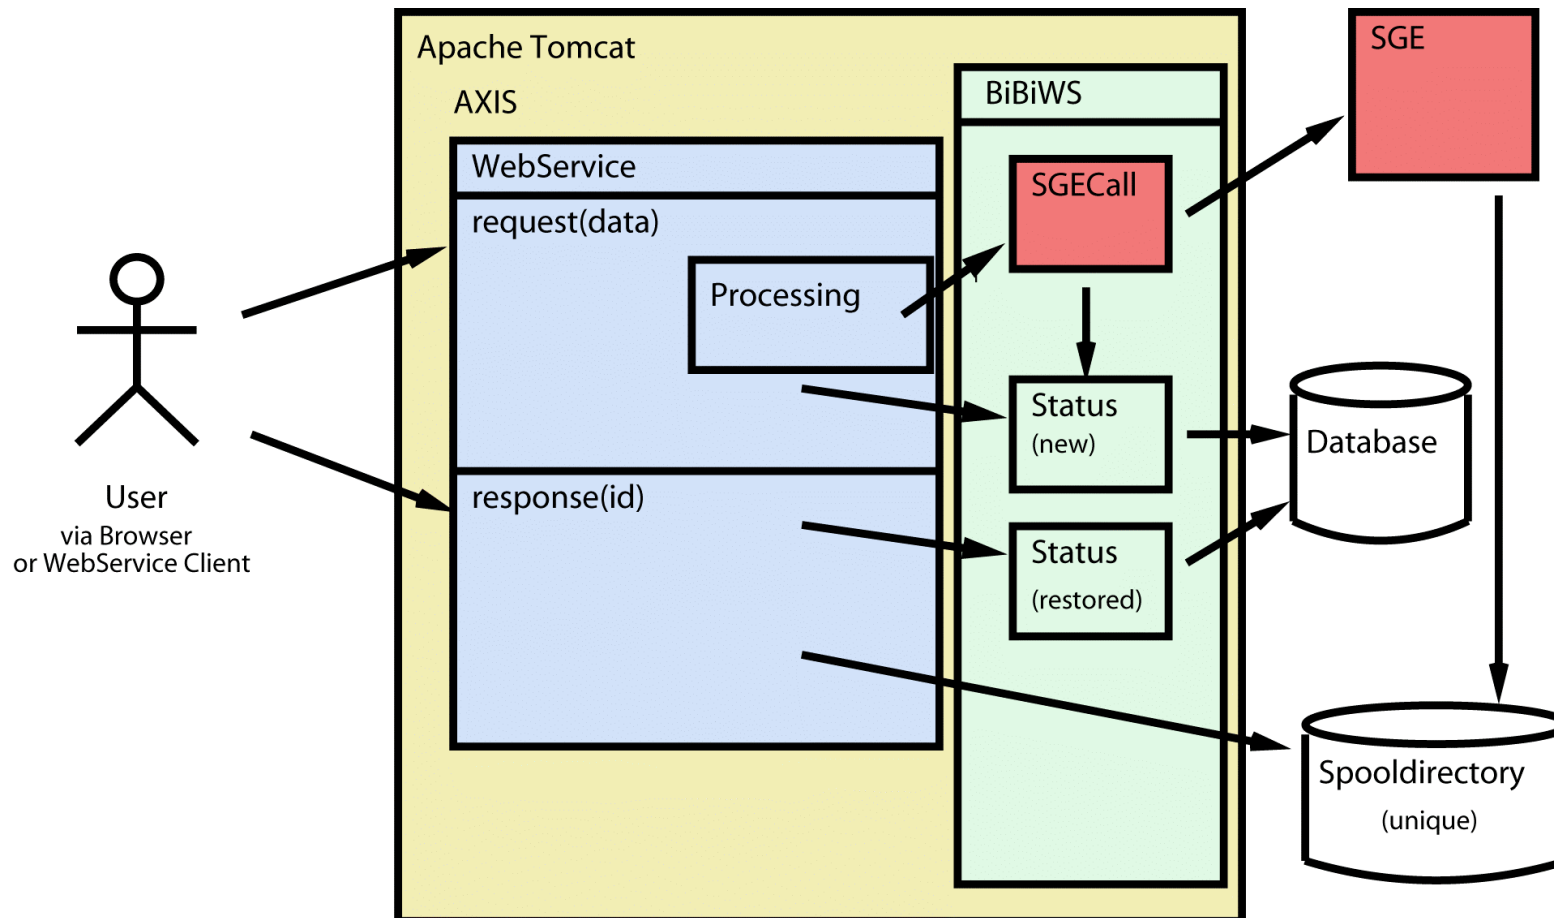 Apache Tomcat
AXIS
WebService
request(data)
Processing
response(id)
BiBiWS
SGECall
Status
(new)
Status
(restored)
SGE
Database
Spooldirectory
(unique)
User
via Browser
or WebService Client